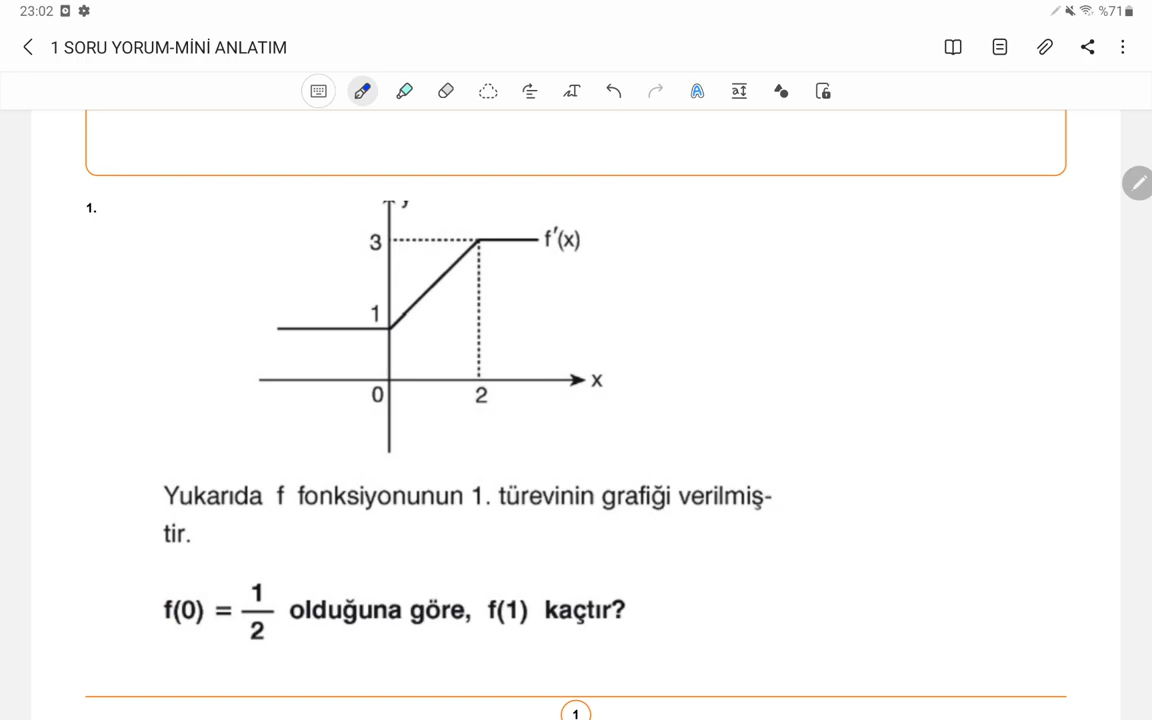 23:02
%71
1 SORU YORUM-MİNİ ANLATIM
1.
y
3
f'(x)
1
0
2
x
Yukarıda f fonksiyonunun 1. türevinin grafiği verilmiş-
tir.
f(0) = 1/2 olduğuna göre, f(1) kaçtır?
1